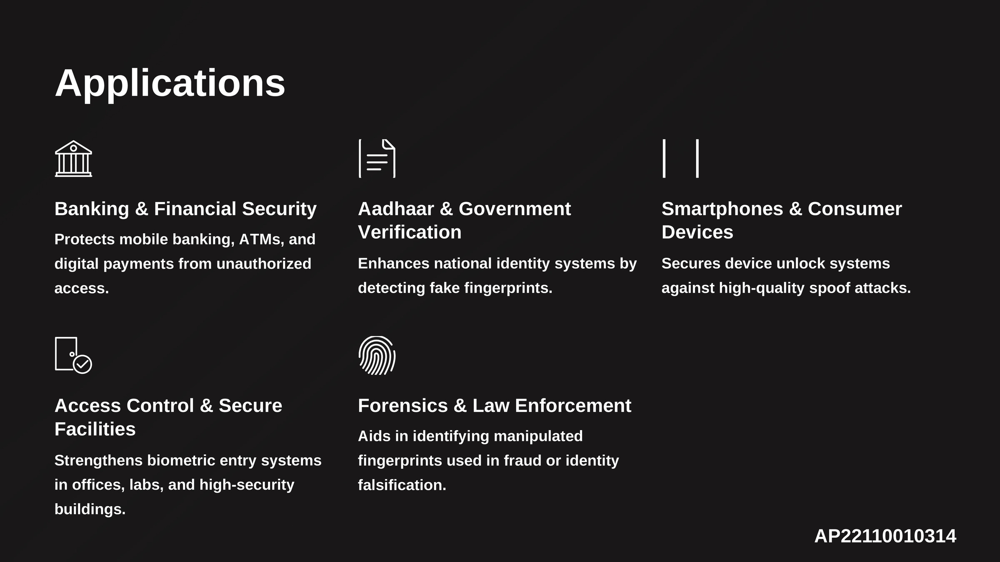 Applications
Banking & Financial Security
Protects mobile banking, ATMs, and
digital payments from unauthorized
access.
Aadhaar & Government
Verification
Enhances national identity systems by
detecting fake fingerprints.
Smartphones & Consumer
Devices
Secures device unlock systems
against high-quality spoof attacks.
Access Control & Secure
Facilities
Strengthens biometric entry systems
in offices, labs, and high-security
buildings.
Forensics & Law Enforcement
Aids in identifying manipulated
fingerprints used in fraud or identity
falsification.
AP22110010314